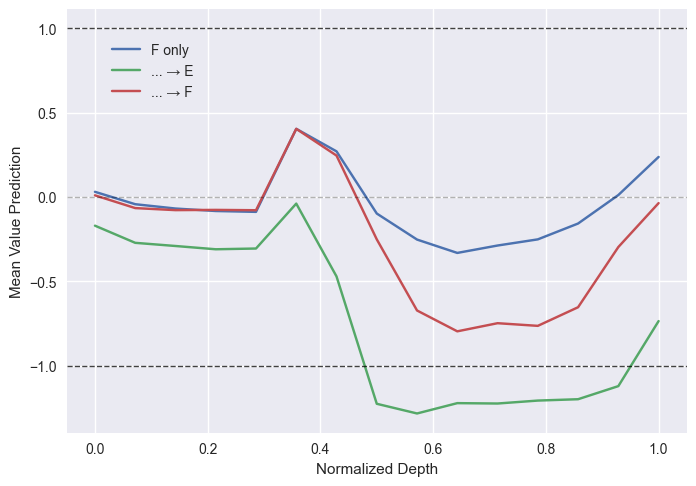 1.0
0.5
0.0
−0.5
−1.0
Mean Value Prediction
F only
... → E
... → F
0.0 0.2 0.4 0.6 0.8 1.0
Normalized Depth